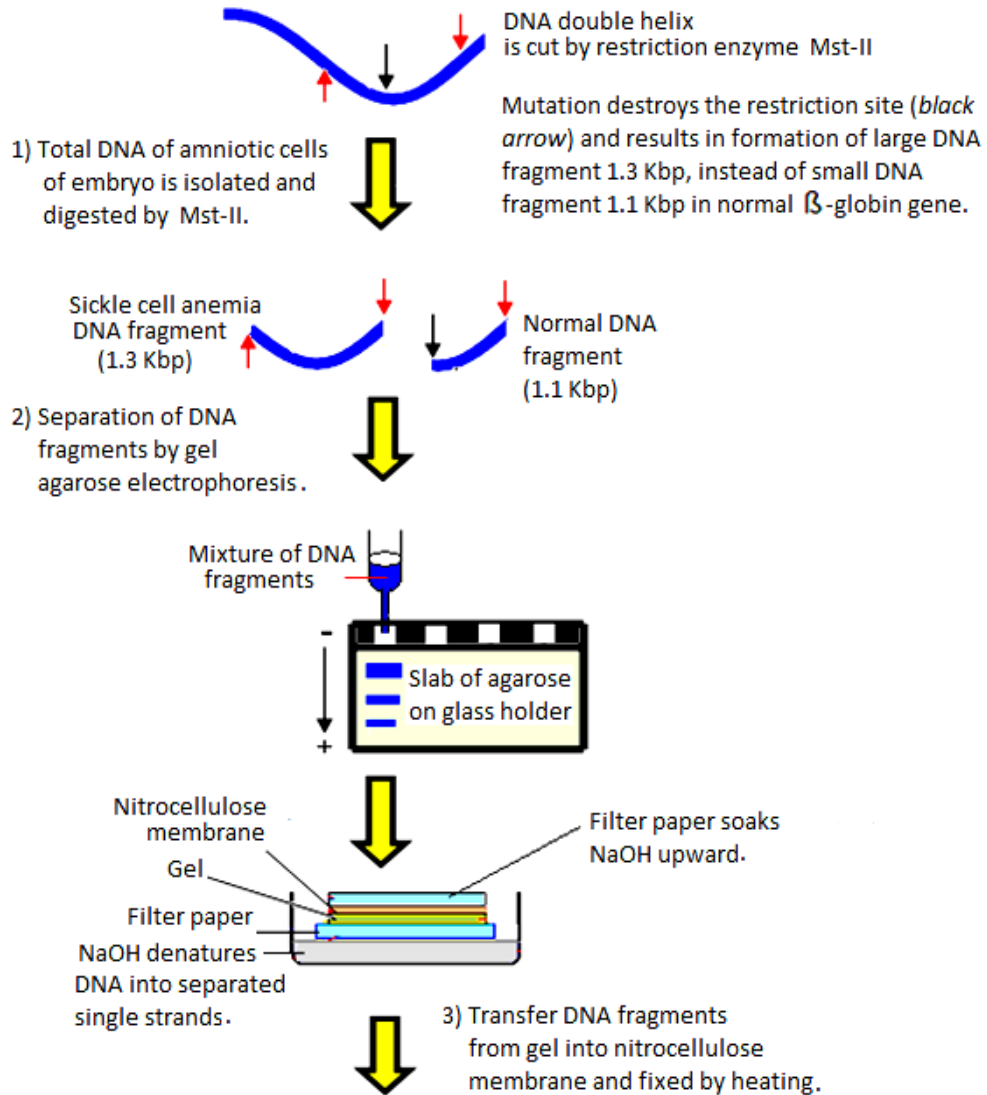 DNA double helix
is cut by restriction enzyme Mst-II
Mutation destroys the restriction site (black
arrow) and results in formation of large DNA
fragment 1.3 Kbp, instead of small DNA
fragment 1.1 Kbp in normal ß-globin gene.
1) Total DNA of amniotic cells
of embryo is isolated and
digested by Mst-II.
Sickle cell anemia
DNA fragment
(1.3 Kbp)
Normal DNA
fragment
(1.1 Kbp)
2) Separation of DNA
fragments by gel
agarose electrophoresis.
Mixture of DNA
fragments
-
+
Slab of agarose
on glass holder
Nitrocellulose
membrane
Gel
Filter paper
NaOH denatures
DNA into separated
single strands.
Filter paper soaks
NaOH upward.
3) Transfer DNA fragments
from gel into nitrocellulose
membrane and fixed by heating.